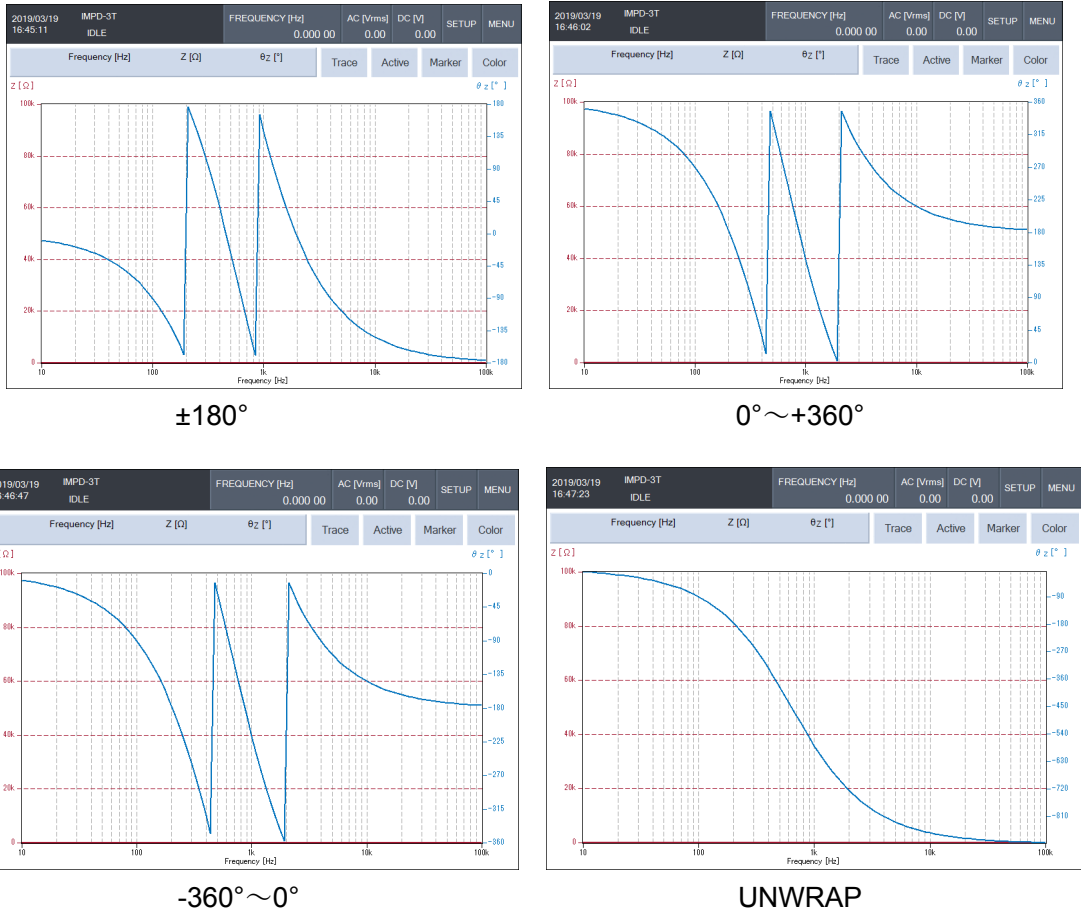 2019/03/19 IMPD-3T FREQUENCY [Hz] AC [Vrms] DC [V] SETUP MENU
16:45:11 IDLE 0.000 00 0.00 0.00
Frequency [Hz] Z [Ω] θz [°] Trace Active Marker Color
Z [Ω] θz [°]
100k 180
135
80k 90
60k 45
0
40k -45
20k -90
-135
0 -180
10 100 1k 10k 100k
Frequency [Hz]
±180°
2019/03/19 IMPD-3T FREQUENCY [Hz] AC [Vrms] DC [V] SETUP MENU
16:46:02 IDLE 0.000 00 0.00 0.00
Frequency [Hz] Z [Ω] θz [°] Trace Active Marker Color
Z [Ω] θz [°]
100k 360
315
80k 270
60k 225
180
40k 135
20k 90
45
0 0
10 100 1k 10k 100k
Frequency [Hz]
0°～+360°
019/03/19 IMPD-3T FREQUENCY [Hz] AC [Vrms] DC [V] SETUP MENU
6:46:47 IDLE 0.000 00 0.00 0.00
Frequency [Hz] Z [Ω] θz [°] Trace Active Marker Color
[Ω] θz [°]
100k 0
-45
80k -90
60k -135
-180
40k -225
20k -270
-315
0 -360
10 100 1k 10k 100k
Frequency [Hz]
-360°～0°
2019/03/19 IMPD-3T FREQUENCY [Hz] AC [Vrms] DC [V] SETUP MENU
16:47:23 IDLE 0.000 00 0.00 0.00
Frequency [Hz] Z [Ω] θz [°] Trace Active Marker Color
Z [Ω] θz [°]
100k
-90
80k -180
-270
60k -360
-450
40k -540
-630
20k -720
-810
0
10 100 1k 10k 100k
Frequency [Hz]
UNWRAP